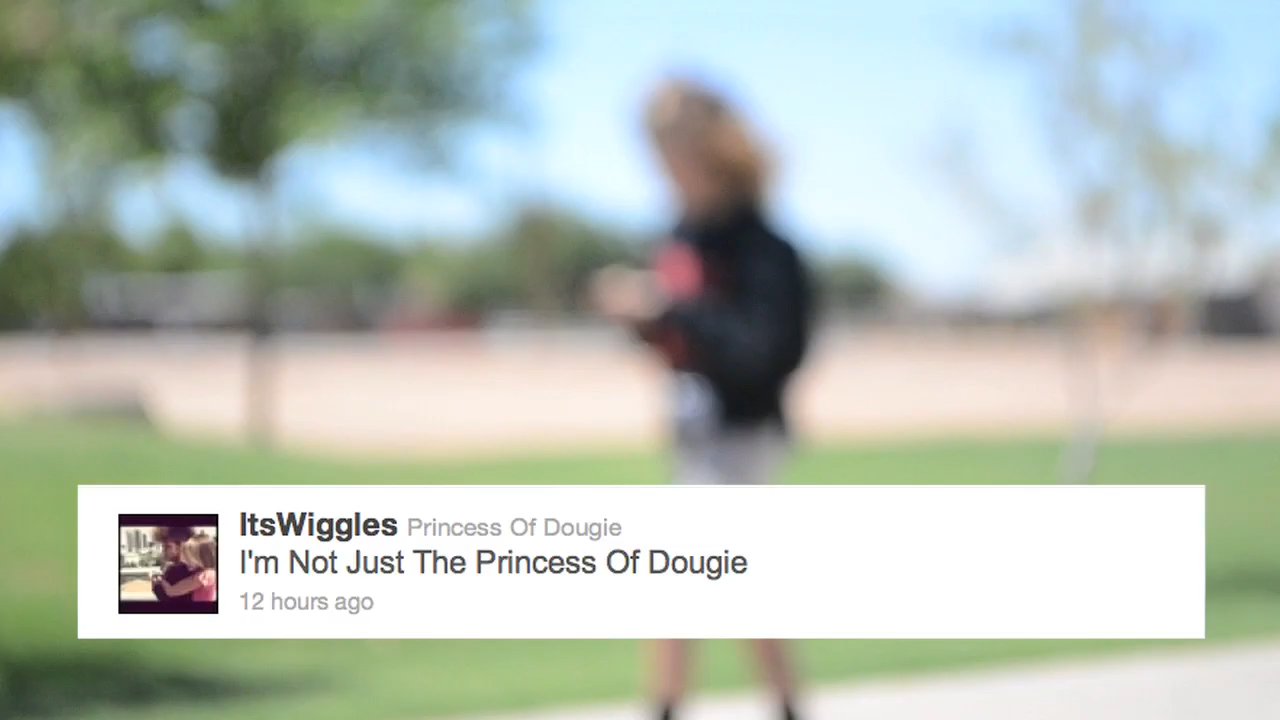 ItsWiggles Princess Of Dougie
I'm Not Just The Princess Of Dougie
12 hours ago